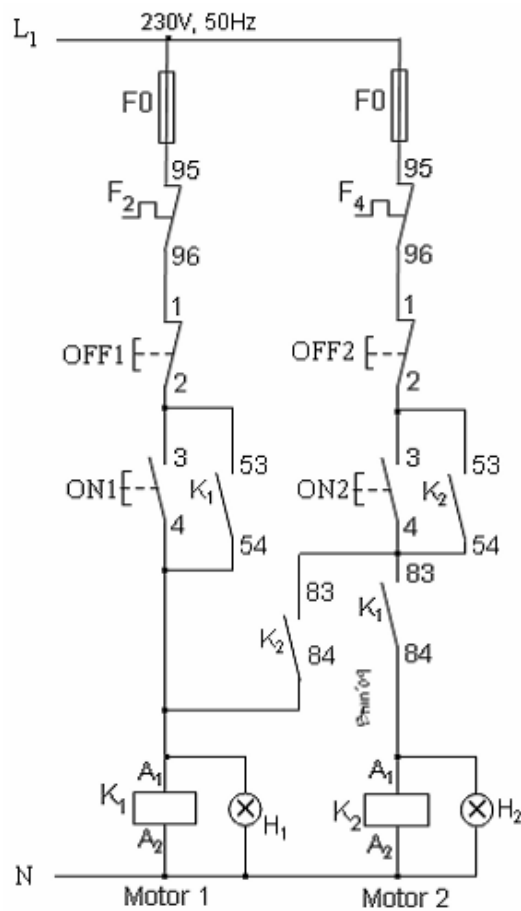 L1 230V, 50Hz
F0 F0
95 95
F2 F4
96 96
1 1
OFF1 OFF2
2 2
3 53 3 53
ON1 K1 ON2 K2
4 54 4 54
83 83
K2 K1
84 84
A1 A1
K1 H1 K2 H2
A2 A2
N
Motor 1 Motor 2